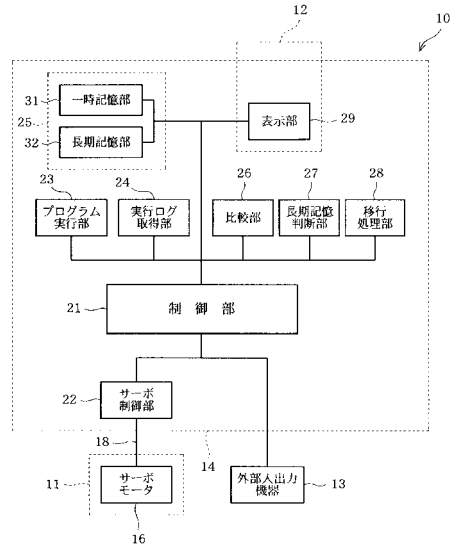 12
10
31
一時記憶部
25
32
長期記憶部
表示部
29
23
24
26
27
28
プログラム
実行部
実行ログ
取得部
比較部
長期記憶
判断部
移行
処理部
21
制御部
22
サーボ
制御部
18
14
11
サーボ
モータ
16
外部入出力
機器
13